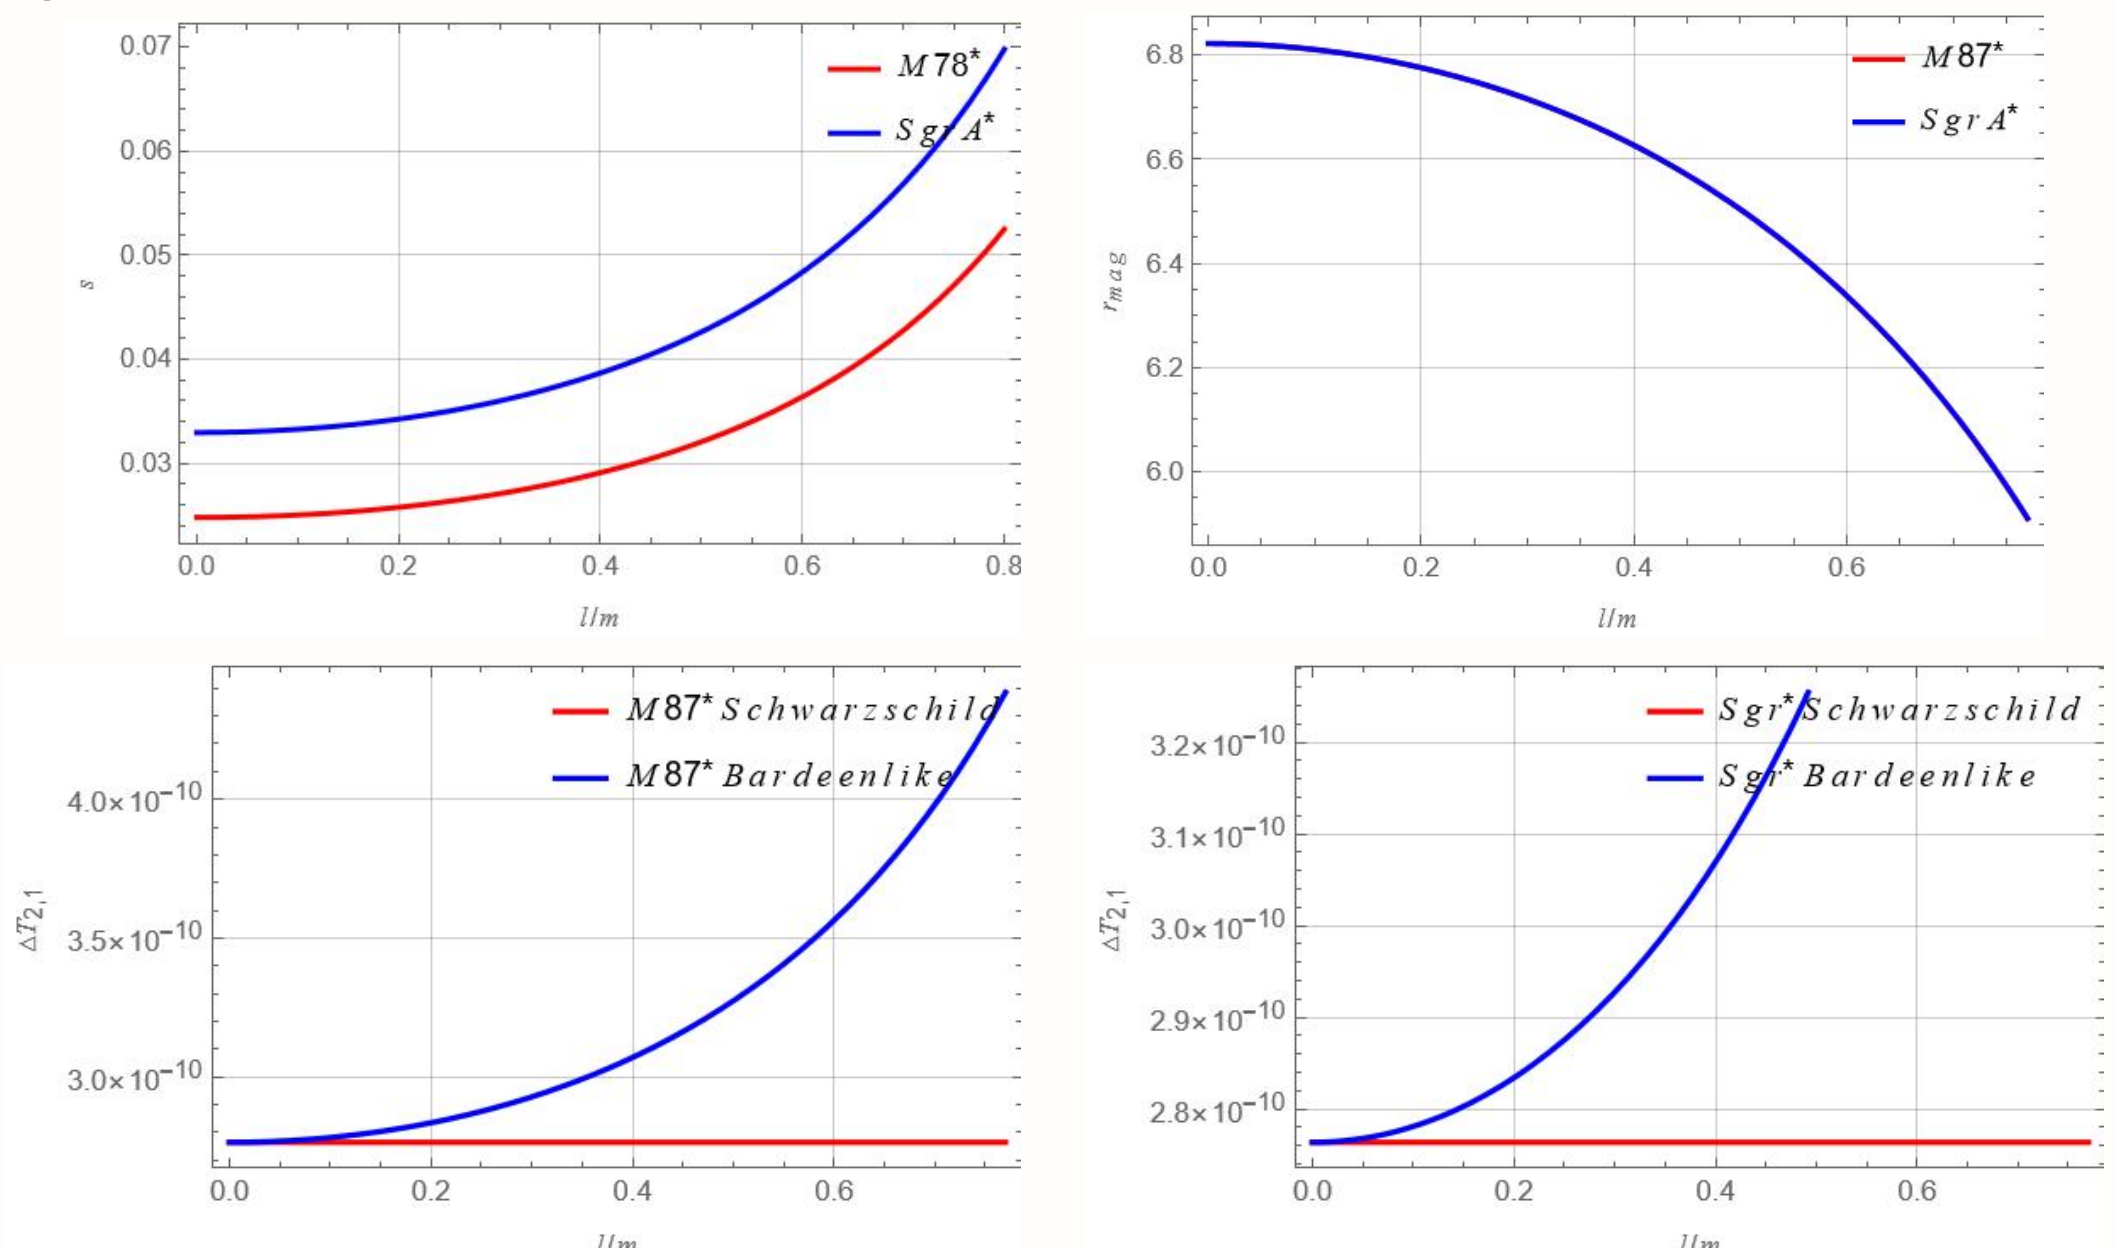 0.07
0.06
0.05
0.04
0.03
s
M78*
SgrA*
0.0 0.2 0.4 0.6 0.8
l/m
6.8
6.6
6.4
6.2
6.0
r_mag
M87*
SgrA*
0.0 0.2 0.4 0.6
l/m
4.0×10⁻¹⁰
3.5×10⁻¹⁰
3.0×10⁻¹⁰
ΔT₂,₁
M87* Schwarzschild
M87* Bardeenlike
0.0 0.2 0.4 0.6
l/m
3.2×10⁻¹⁰
3.1×10⁻¹⁰
3.0×10⁻¹⁰
2.9×10⁻¹⁰
2.8×10⁻¹⁰
ΔT₂,₁
Sgr* Schwarzschild
Sgr* Bardeenlike
0.0 0.2 0.4 0.6
l/m